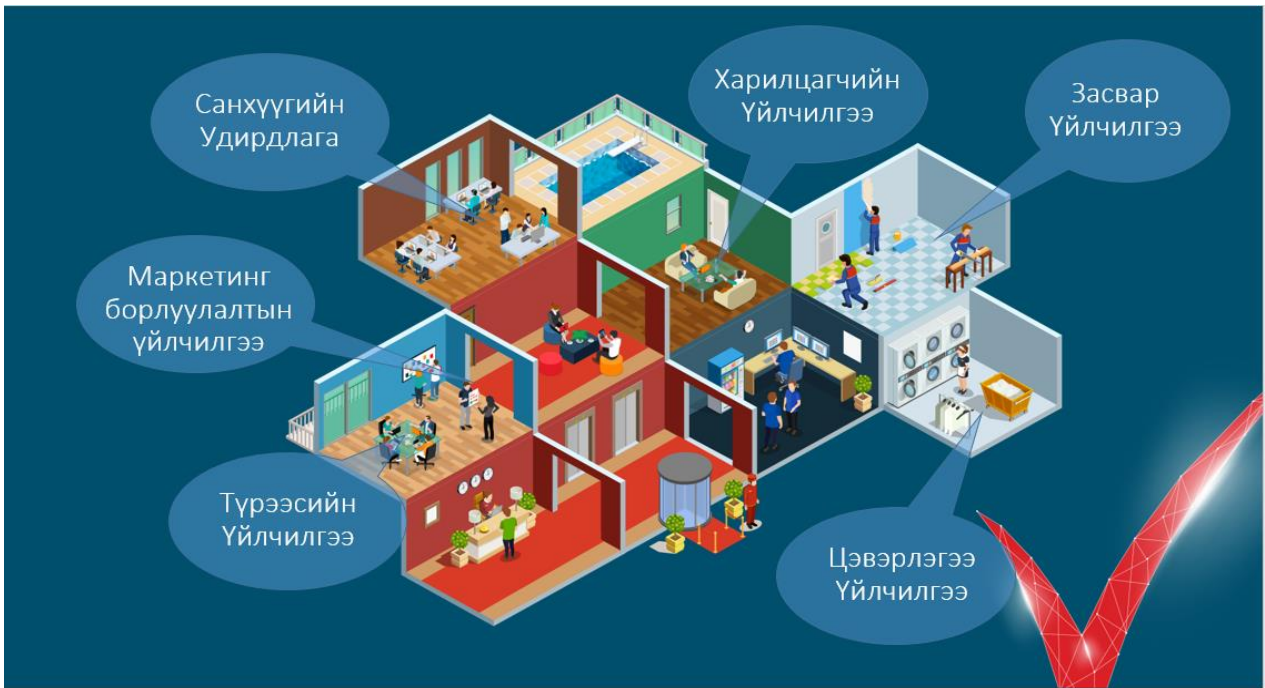 Санхүүгийн
Удирдлага
Харилцагчийн
Үйлчилгээ
Засвар
Үйлчилгээ
Маркетинг
борлуулалтын
үйлчилгээ
Түрээсийн
Үйлчилгээ
Цэвэрлэгээ
Үйлчилгээ